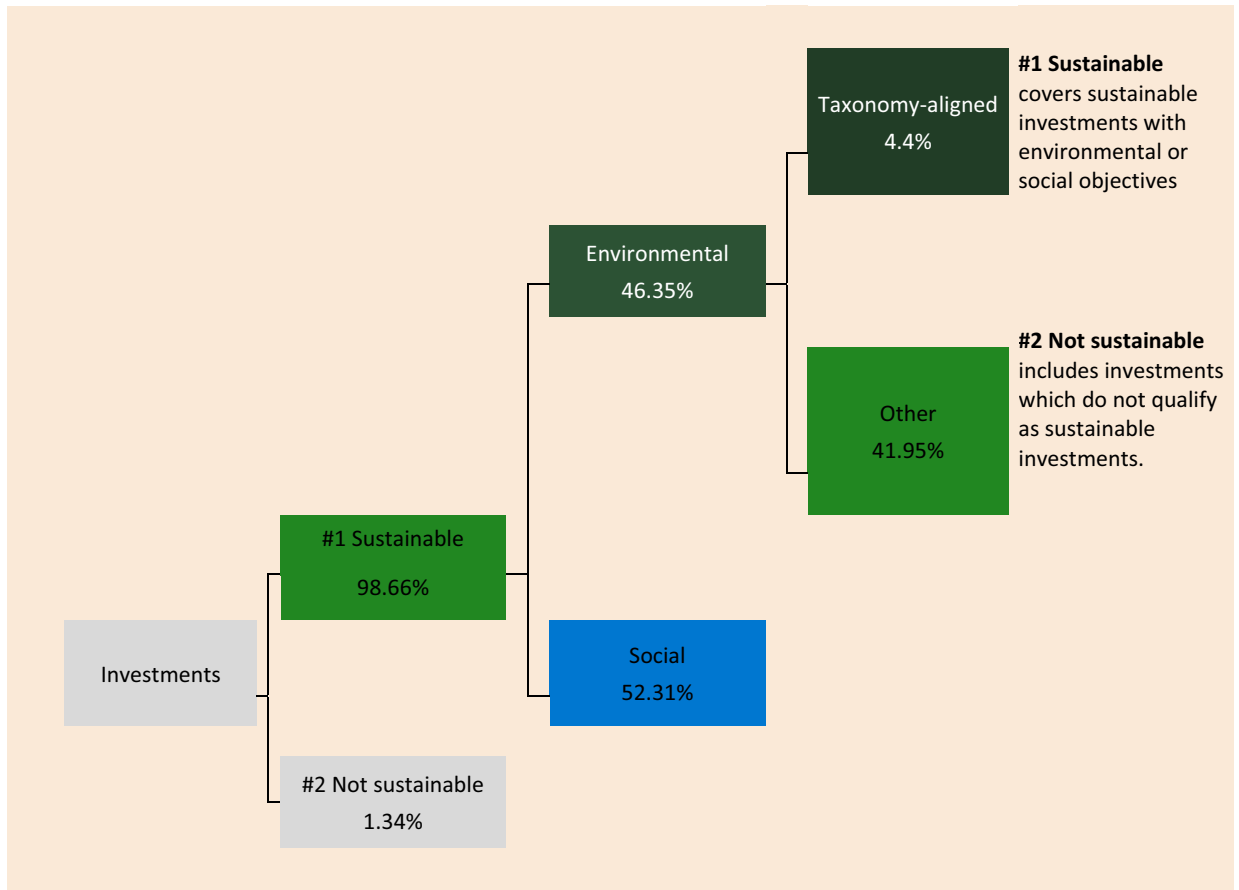 Taxonomy-aligned
4.4%
#1 Sustainable
covers sustainable
investments with
environmental or
social objectives
Environmental
46.35%
Other
41.95%
#2 Not sustainable
includes investments
which do not qualify
as sustainable
investments.
#1 Sustainable
98.66%
Investments
Social
52.31%
#2 Not sustainable
1.34%